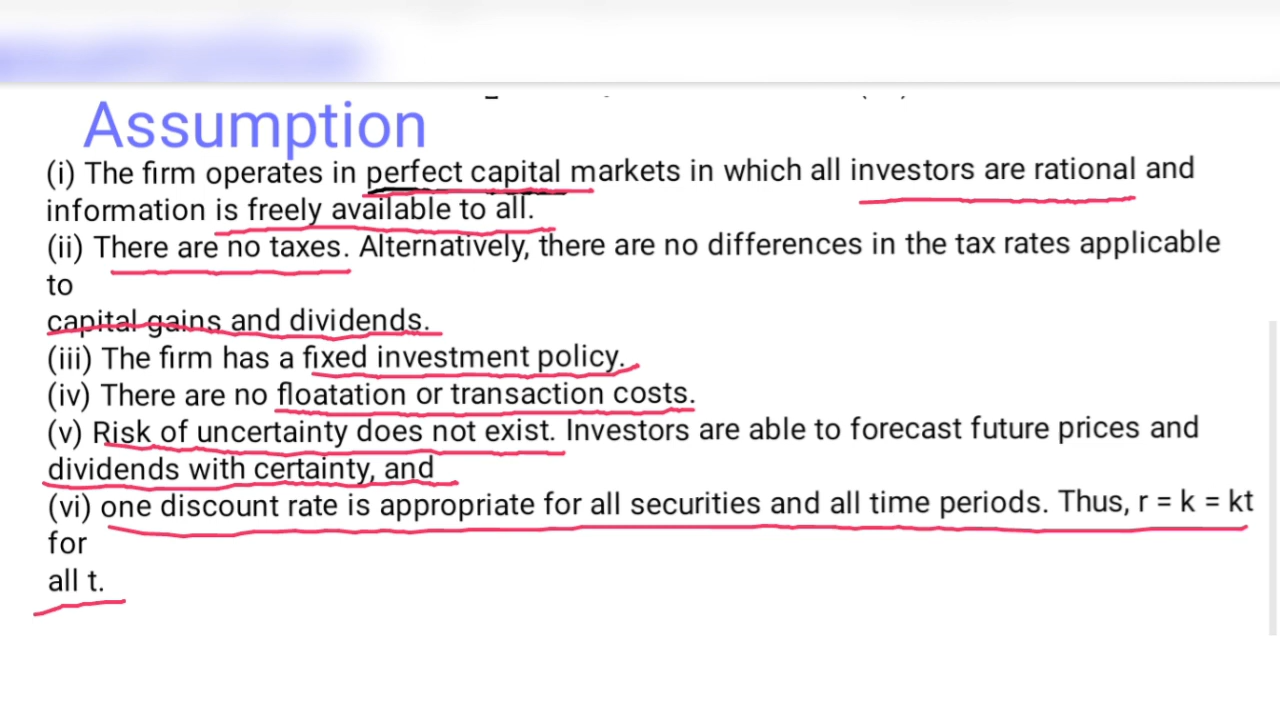 Assumption
(i) The firm operates in perfect capital markets in which all investors are rational and
information is freely available to all.
(ii) There are no taxes. Alternatively, there are no differences in the tax rates applicable
to
capital gains and dividends.
(iii) The firm has a fixed investment policy.
(iv) There are no floatation or transaction costs.
(v) Risk of uncertainty does not exist. Investors are able to forecast future prices and
dividends with certainty, and
(vi) one discount rate is appropriate for all securities and all time periods. Thus, r = k = kt
for
all t.